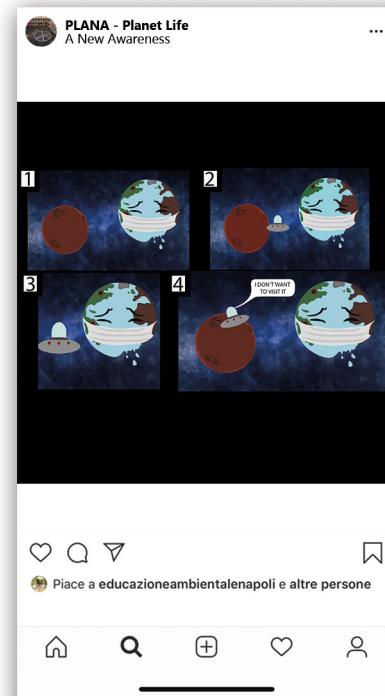 PLANA - Planet Life
A New Awareness
1
2
3
4
I DON'T WANT
TO VISIT IT
Piace a educazioneambientalenapoli e altre persone